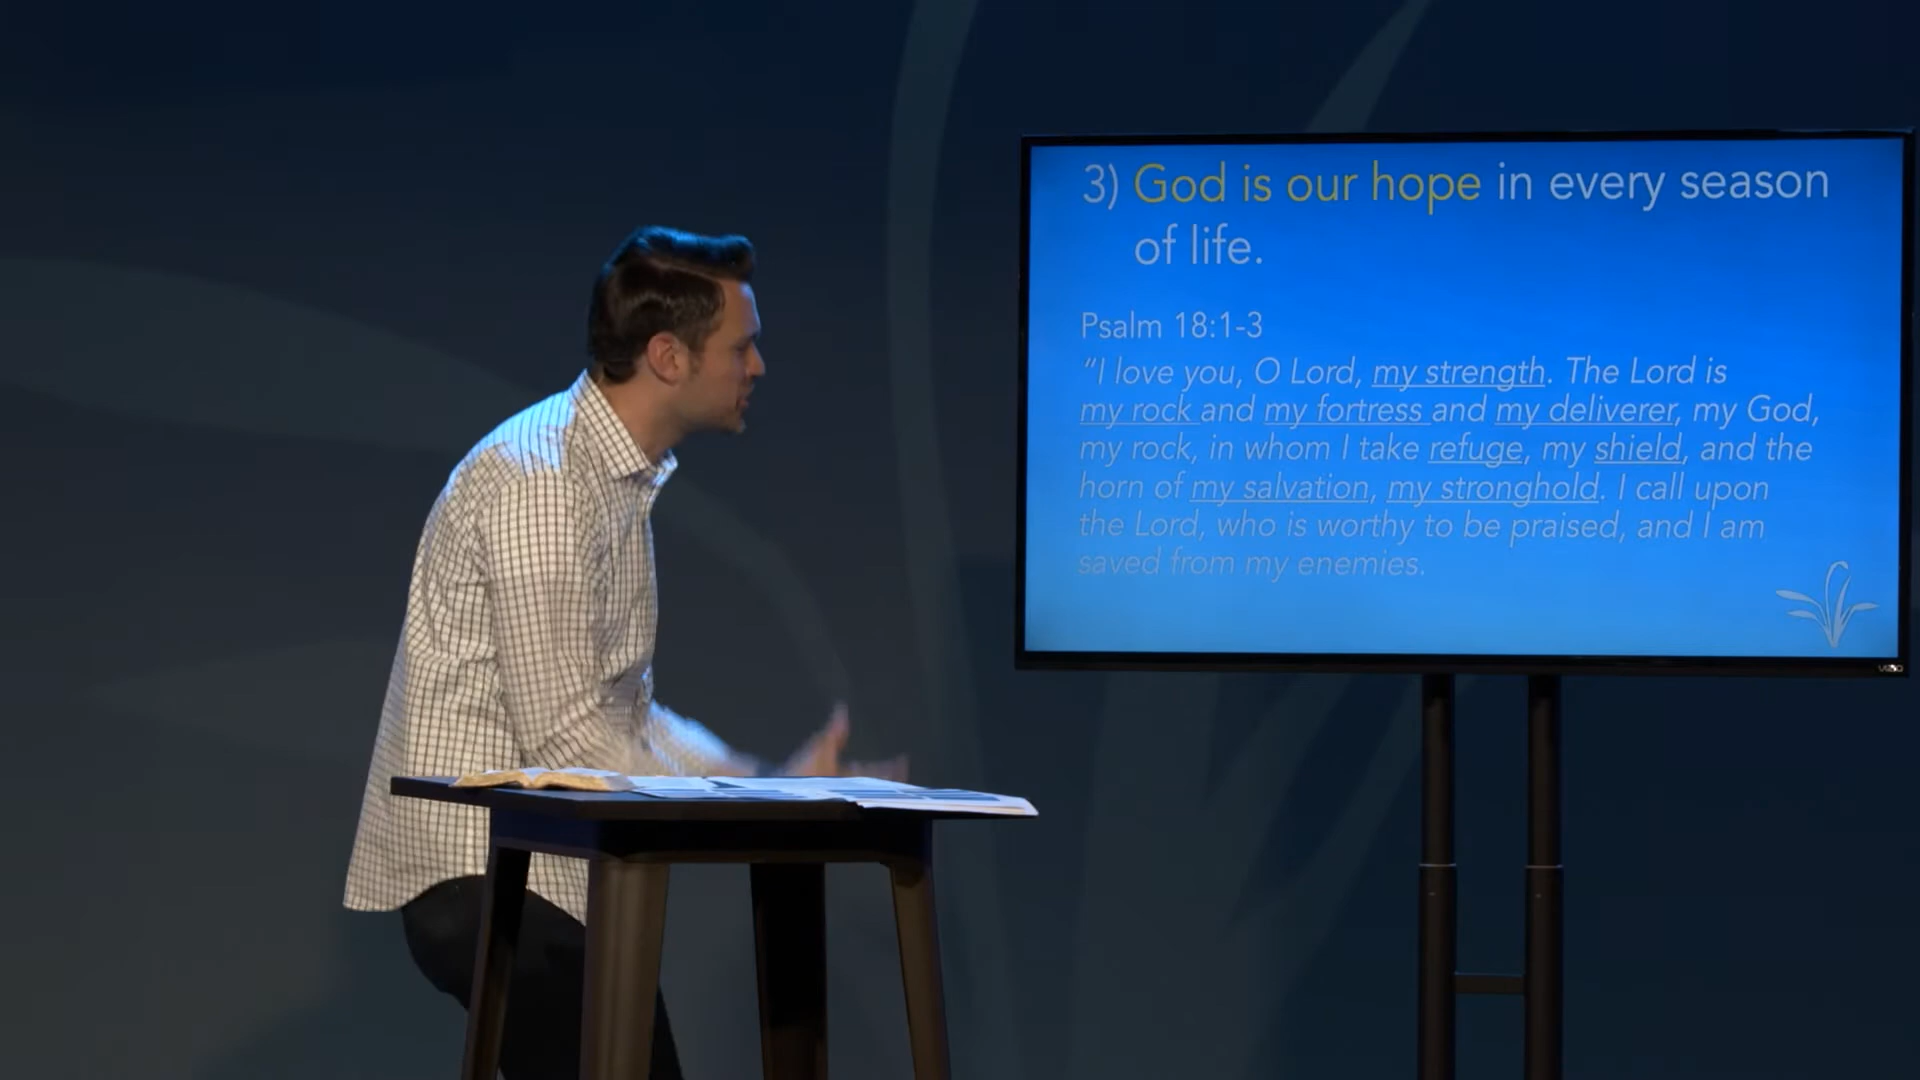 3) God is our hope in every season
of life.
Psalm 18:1-3
“I love you, O Lord, my strength. The Lord is
my rock and my fortress and my deliverer, my God,
my rock, in whom I take refuge, my shield, and the
horn of my salvation, my stronghold. I call upon
the Lord, who is worthy to be praised, and I am
saved from my enemies.
VIZIO